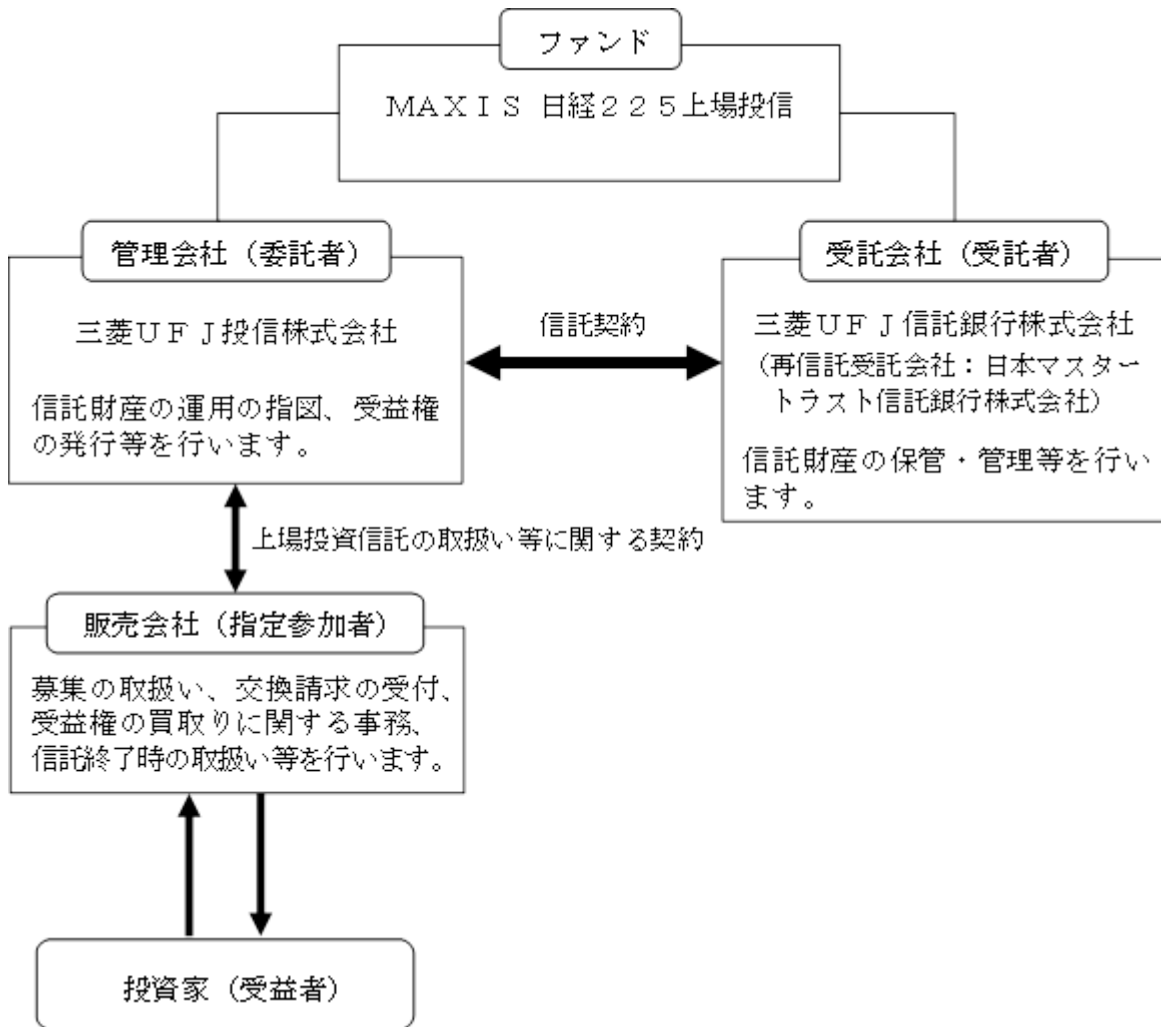 ファンド
ＭＡＸＩＳ 日経２２５上場投信
管理会社（委託者）
三菱ＵＦＪ投信株式会社
信託財産の運用の指図、受益権
の発行等を行います。
信託契約
受託会社（受託者）
三菱ＵＦＪ信託銀行株式会社
（再信託受託会社：日本マスター
トラスト信託銀行株式会社）
信託財産の保管・管理等を行い
ます。
上場投資信託の取扱い等に関する契約
販売会社（指定参加者）
募集の取扱い、交換請求の受付、
受益権の買取りに関する事務、
信託終了時の取扱い等を行います。
投資家（受益者）